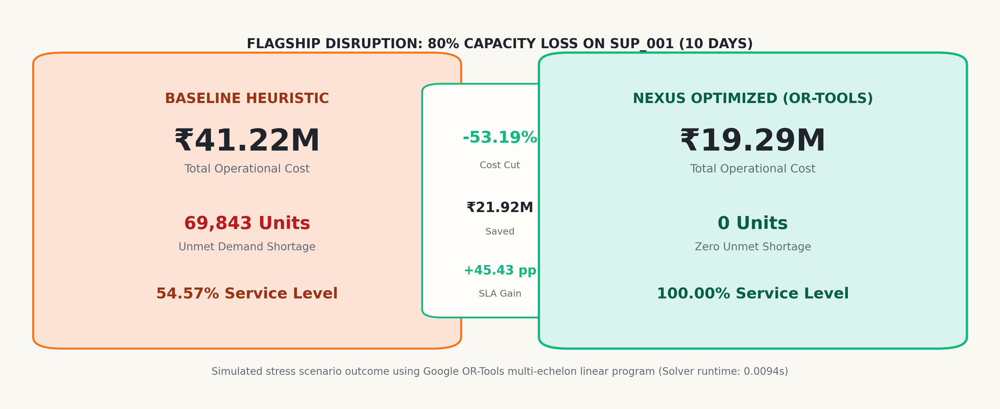 FLAGSHIP DISRUPTION: 80% CAPACITY LOSS ON SUP_001 (10 DAYS)
BASELINE HEURISTIC
₹41.22M
Total Operational Cost
69,843 Units
Unmet Demand Shortage
54.57% Service Level
-53.19%
Cost Cut
₹21.92M
Saved
+45.43 pp
SLA Gain
NEXUS OPTIMIZED (OR-TOOLS)
₹19.29M
Total Operational Cost
0 Units
Zero Unmet Shortage
100.00% Service Level
Simulated stress scenario outcome using Google OR-Tools multi-echelon linear program (Solver runtime: 0.0094s)